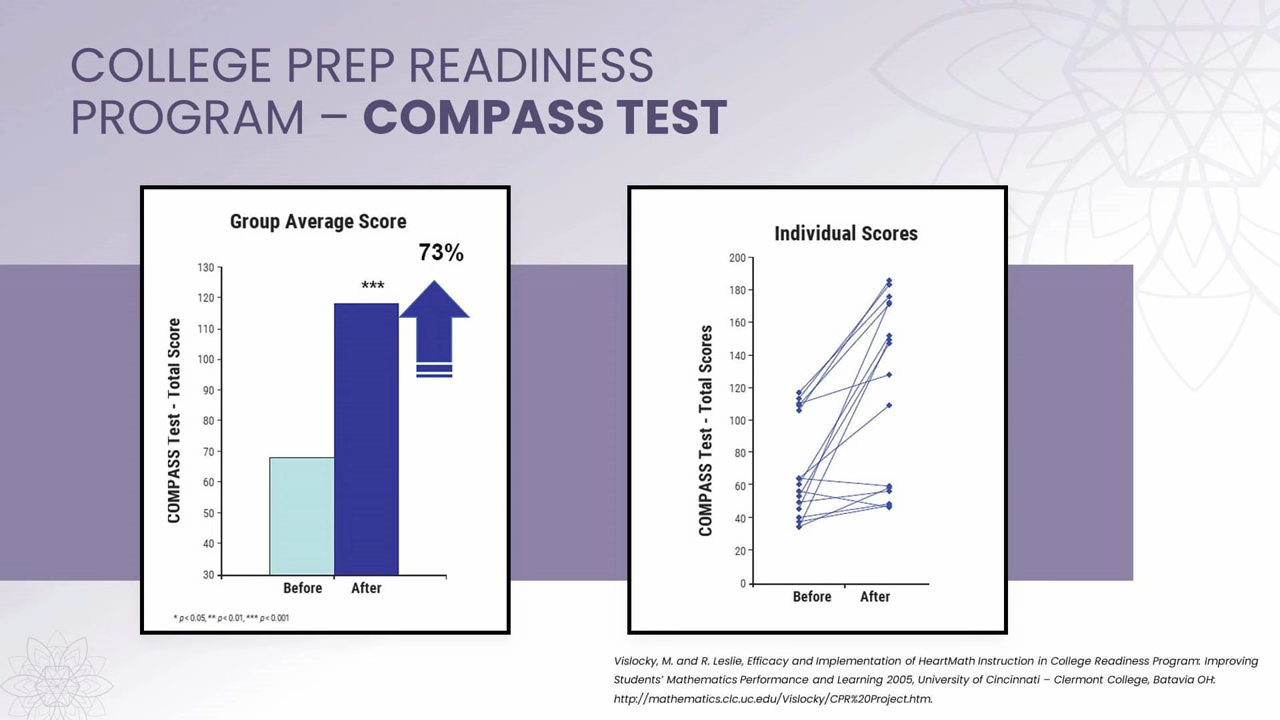 COLLEGE PREP READINESS
PROGRAM – COMPASS TEST
Group Average Score
73%
***
COMPASS Test - Total Score
130
120
110
100
90
80
70
60
50
40
30
Before After
* p< 0.05, ** p< 0.01, *** p< 0.001
Individual Scores
COMPASS Test - Total Scores
200
180
160
140
120
100
80
60
40
20
0
Before After
Vislocky, M. and R. Leslie, Efficacy and Implementation of HeartMath Instruction in College Readiness Program: Improving
Students' Mathematics Performance and Learning 2005, University of Cincinnati – Clermont College, Batavia OH:
http://mathematics.clc.uc.edu/Vislocky/CPR%20Project.htm.